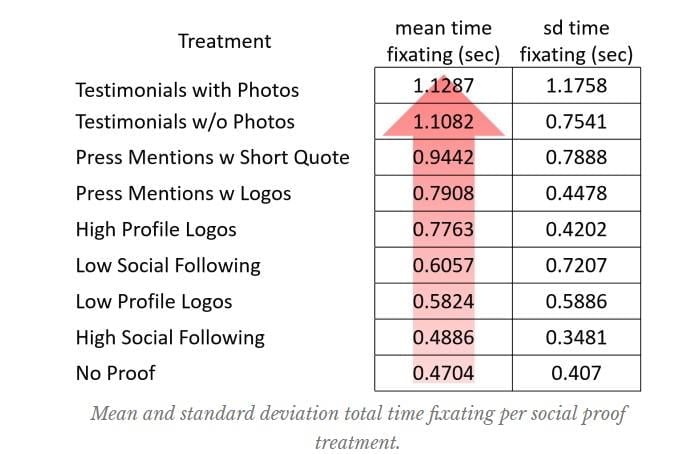 Treatment mean time fixating (sec) sd time fixating (sec)
Testimonials with Photos 1.1287 1.1758
Testimonials w/o Photos 1.1082 0.7541
Press Mentions w Short Quote 0.9442 0.7888
Press Mentions w Logos 0.7908 0.4478
High Profile Logos 0.7763 0.4202
Low Social Following 0.6057 0.7207
Low Profile Logos 0.5824 0.5886
High Social Following 0.4886 0.3481
No Proof 0.4704 0.407
Mean and standard deviation total time fixating per social proof
treatment.